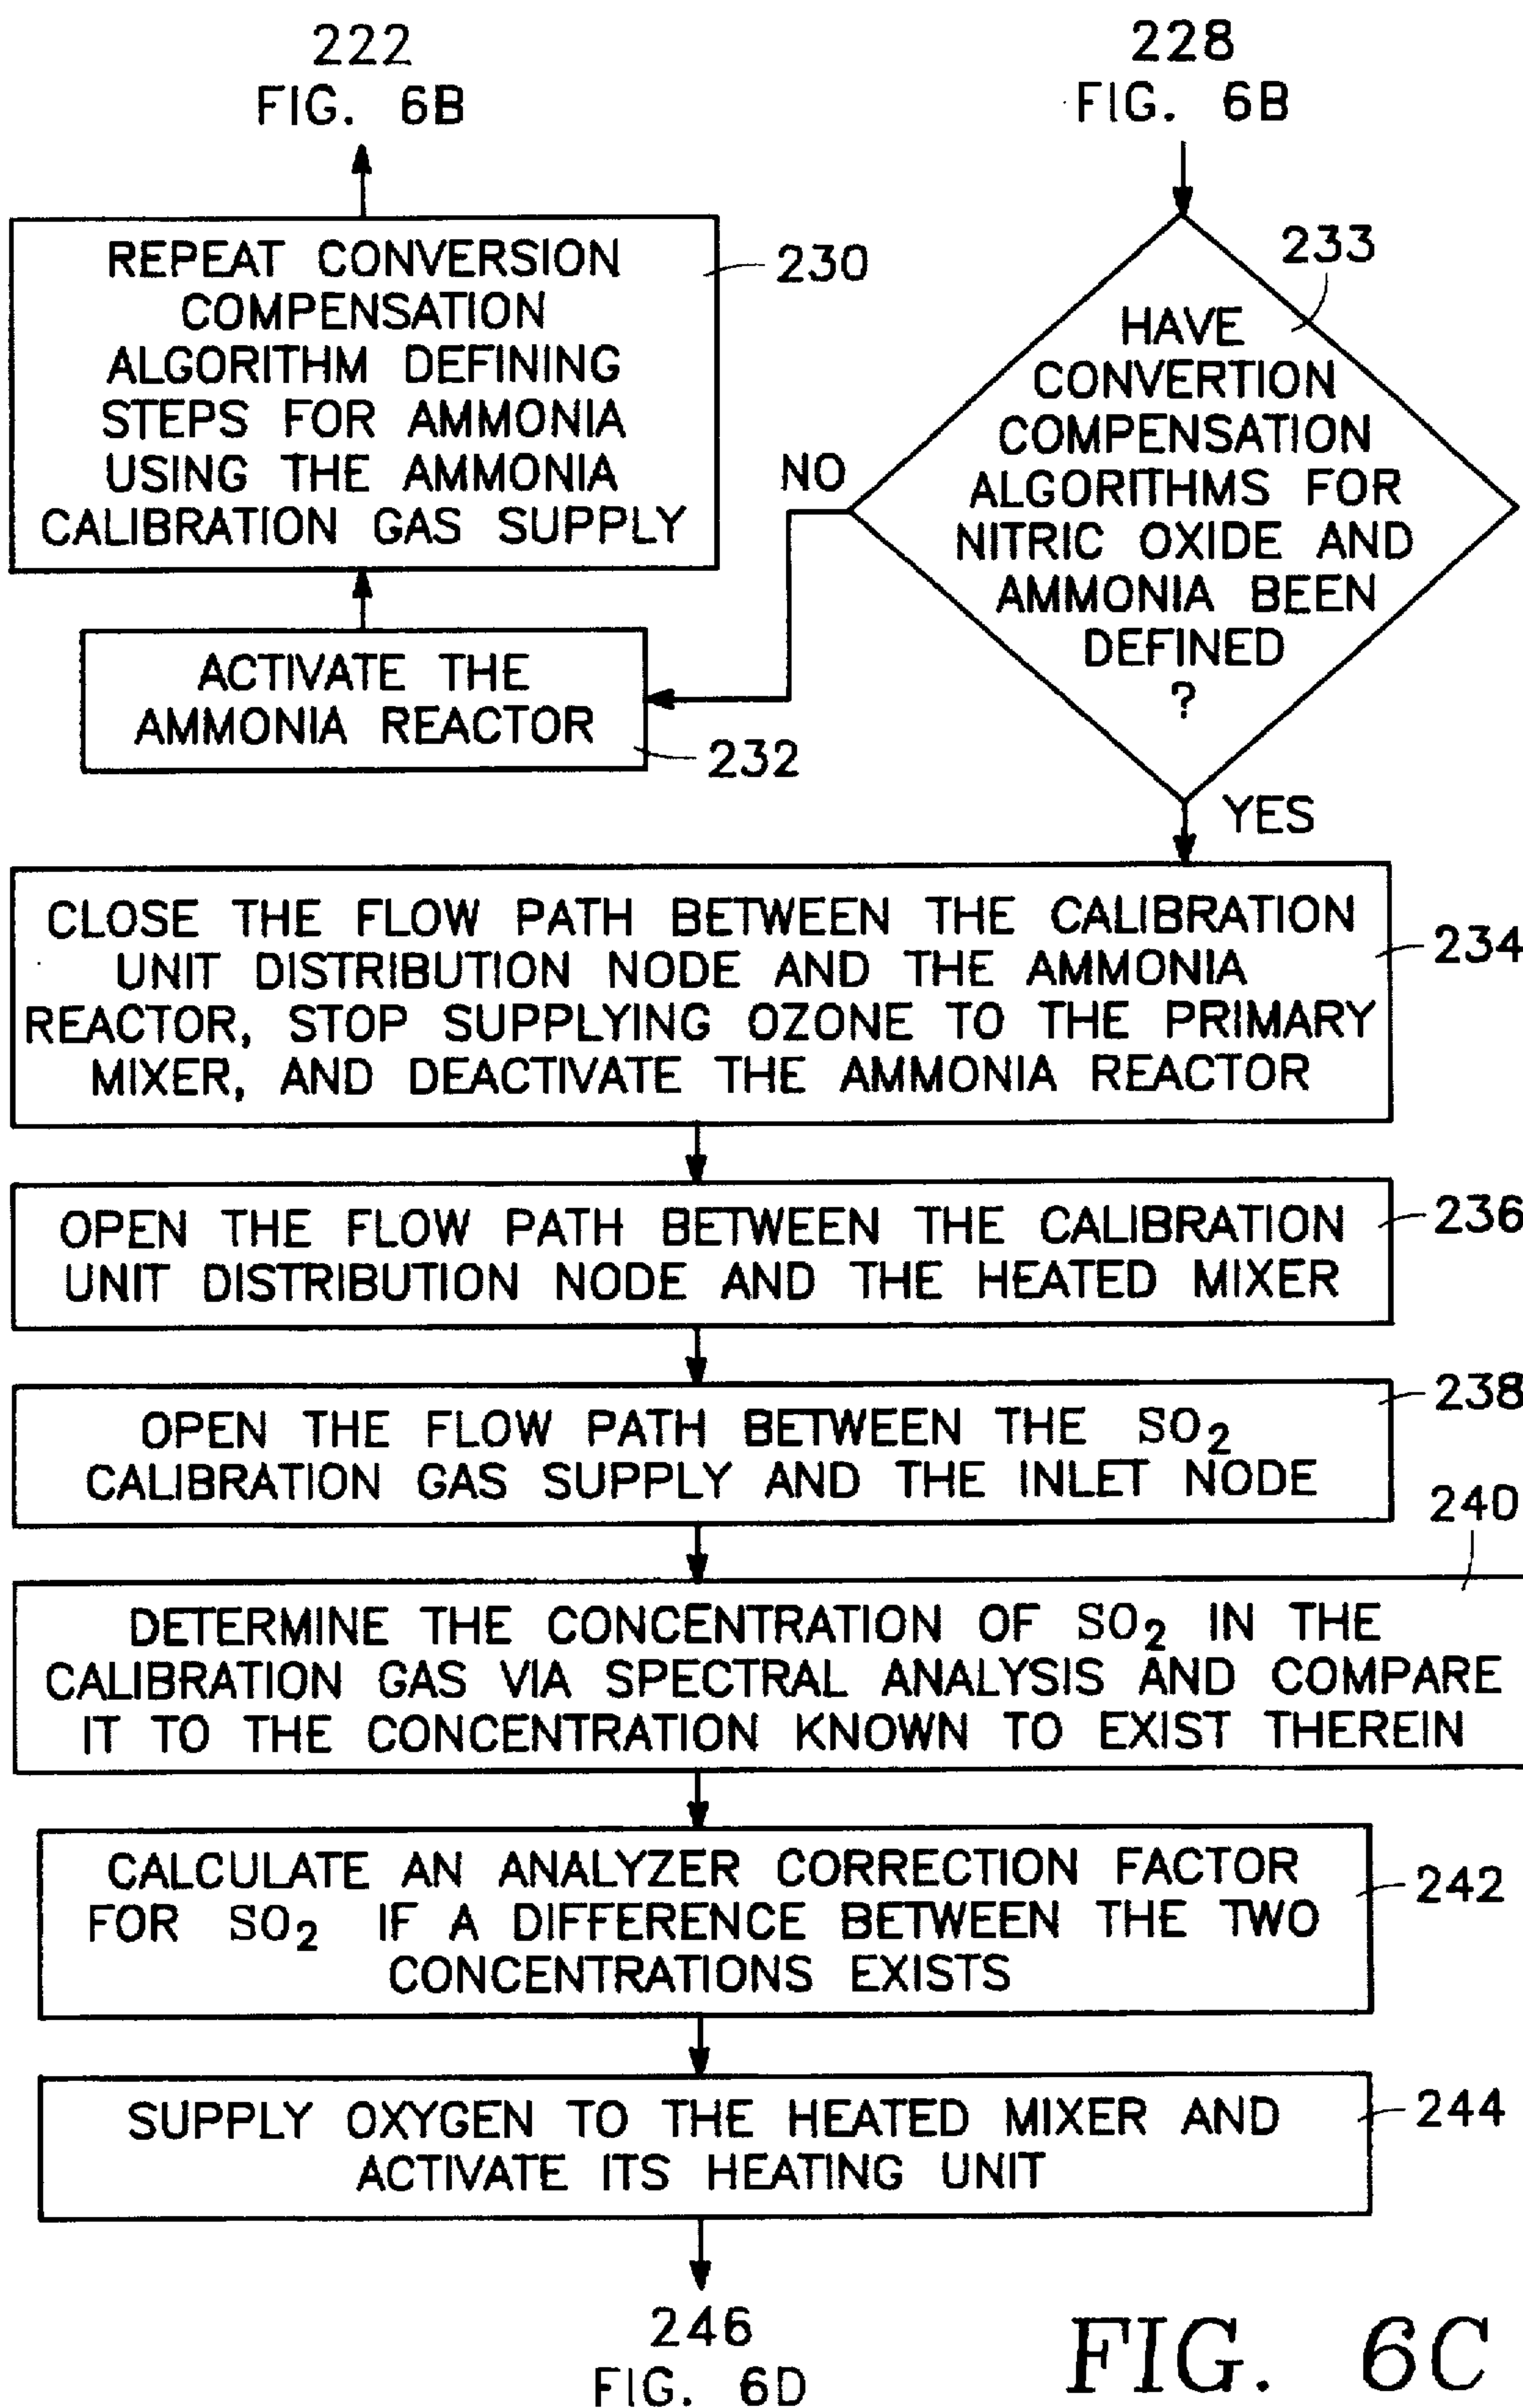 222
FIG. 6B
228
FIG. 6B
REPEAT CONVERSION
COMPENSATION
ALGORITHM DEFINING
STEPS FOR AMMONIA
USING THE AMMONIA
CALIBRATION GAS SUPPLY
230
ACTIVATE THE
AMMONIA REACTOR
232
233
HAVE
CONVERTION
COMPENSATION
ALGORITHMS FOR
NITRIC OXIDE AND
AMMONIA BEEN
DEFINED
?
NO
YES
CLOSE THE FLOW PATH BETWEEN THE CALIBRATION
UNIT DISTRIBUTION NODE AND THE AMMONIA
REACTOR, STOP SUPPLYING OZONE TO THE PRIMARY
MIXER, AND DEACTIVATE THE AMMONIA REACTOR
234
OPEN THE FLOW PATH BETWEEN THE CALIBRATION
UNIT DISTRIBUTION NODE AND THE HEATED MIXER
236
OPEN THE FLOW PATH BETWEEN THE SO₂
CALIBRATION GAS SUPPLY AND THE INLET NODE
238
240
DETERMINE THE CONCENTRATION OF SO₂ IN THE
CALIBRATION GAS VIA SPECTRAL ANALYSIS AND COMPARE
IT TO THE CONCENTRATION KNOWN TO EXIST THEREIN
CALCULATE AN ANALYZER CORRECTION FACTOR
FOR SO₂ IF A DIFFERENCE BETWEEN THE TWO
CONCENTRATIONS EXISTS
242
SUPPLY OXYGEN TO THE HEATED MIXER AND
ACTIVATE ITS HEATING UNIT
244
246
FIG. 6D
FIG. 6C